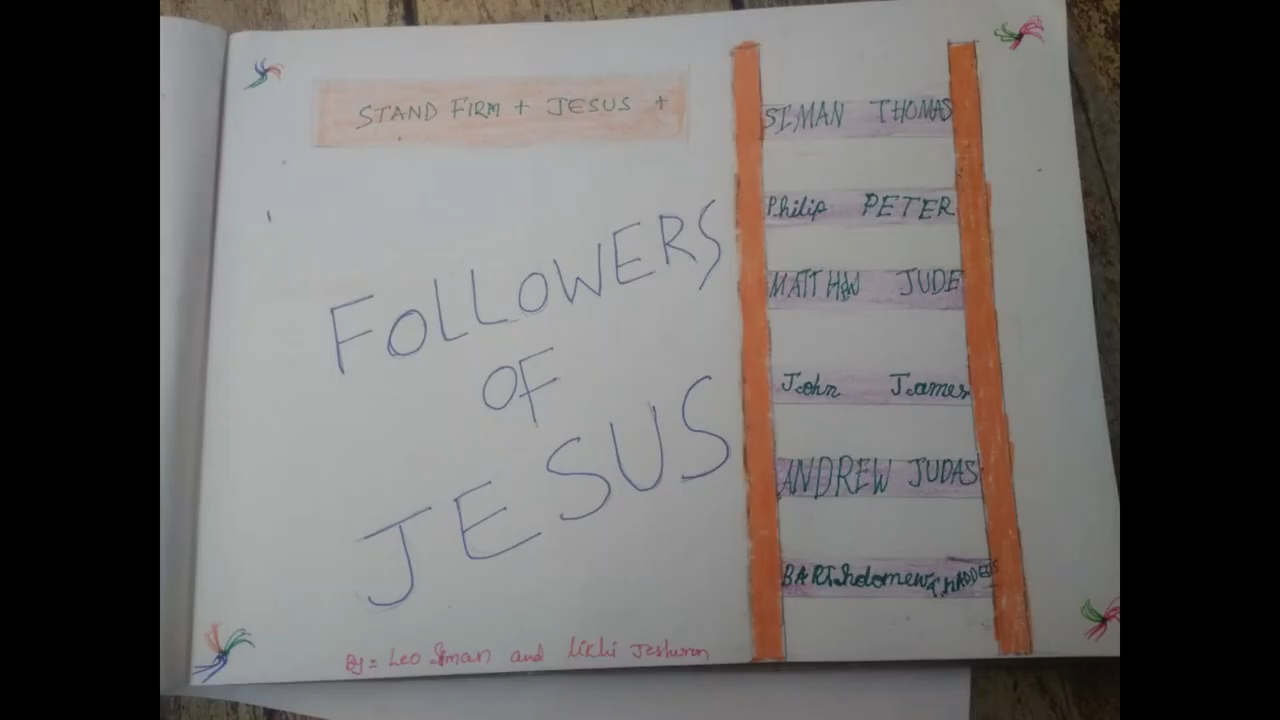 STAND FIRM + JESUS +
FOLLOWERS
OF
JESUS
SIMAN THOMAS
Philip PETER
MATTHAW JUDE
John James
ANDREW JUDAS
BARTholomew THADDEUS
By = Leo Siman and Likhi Jeshuron